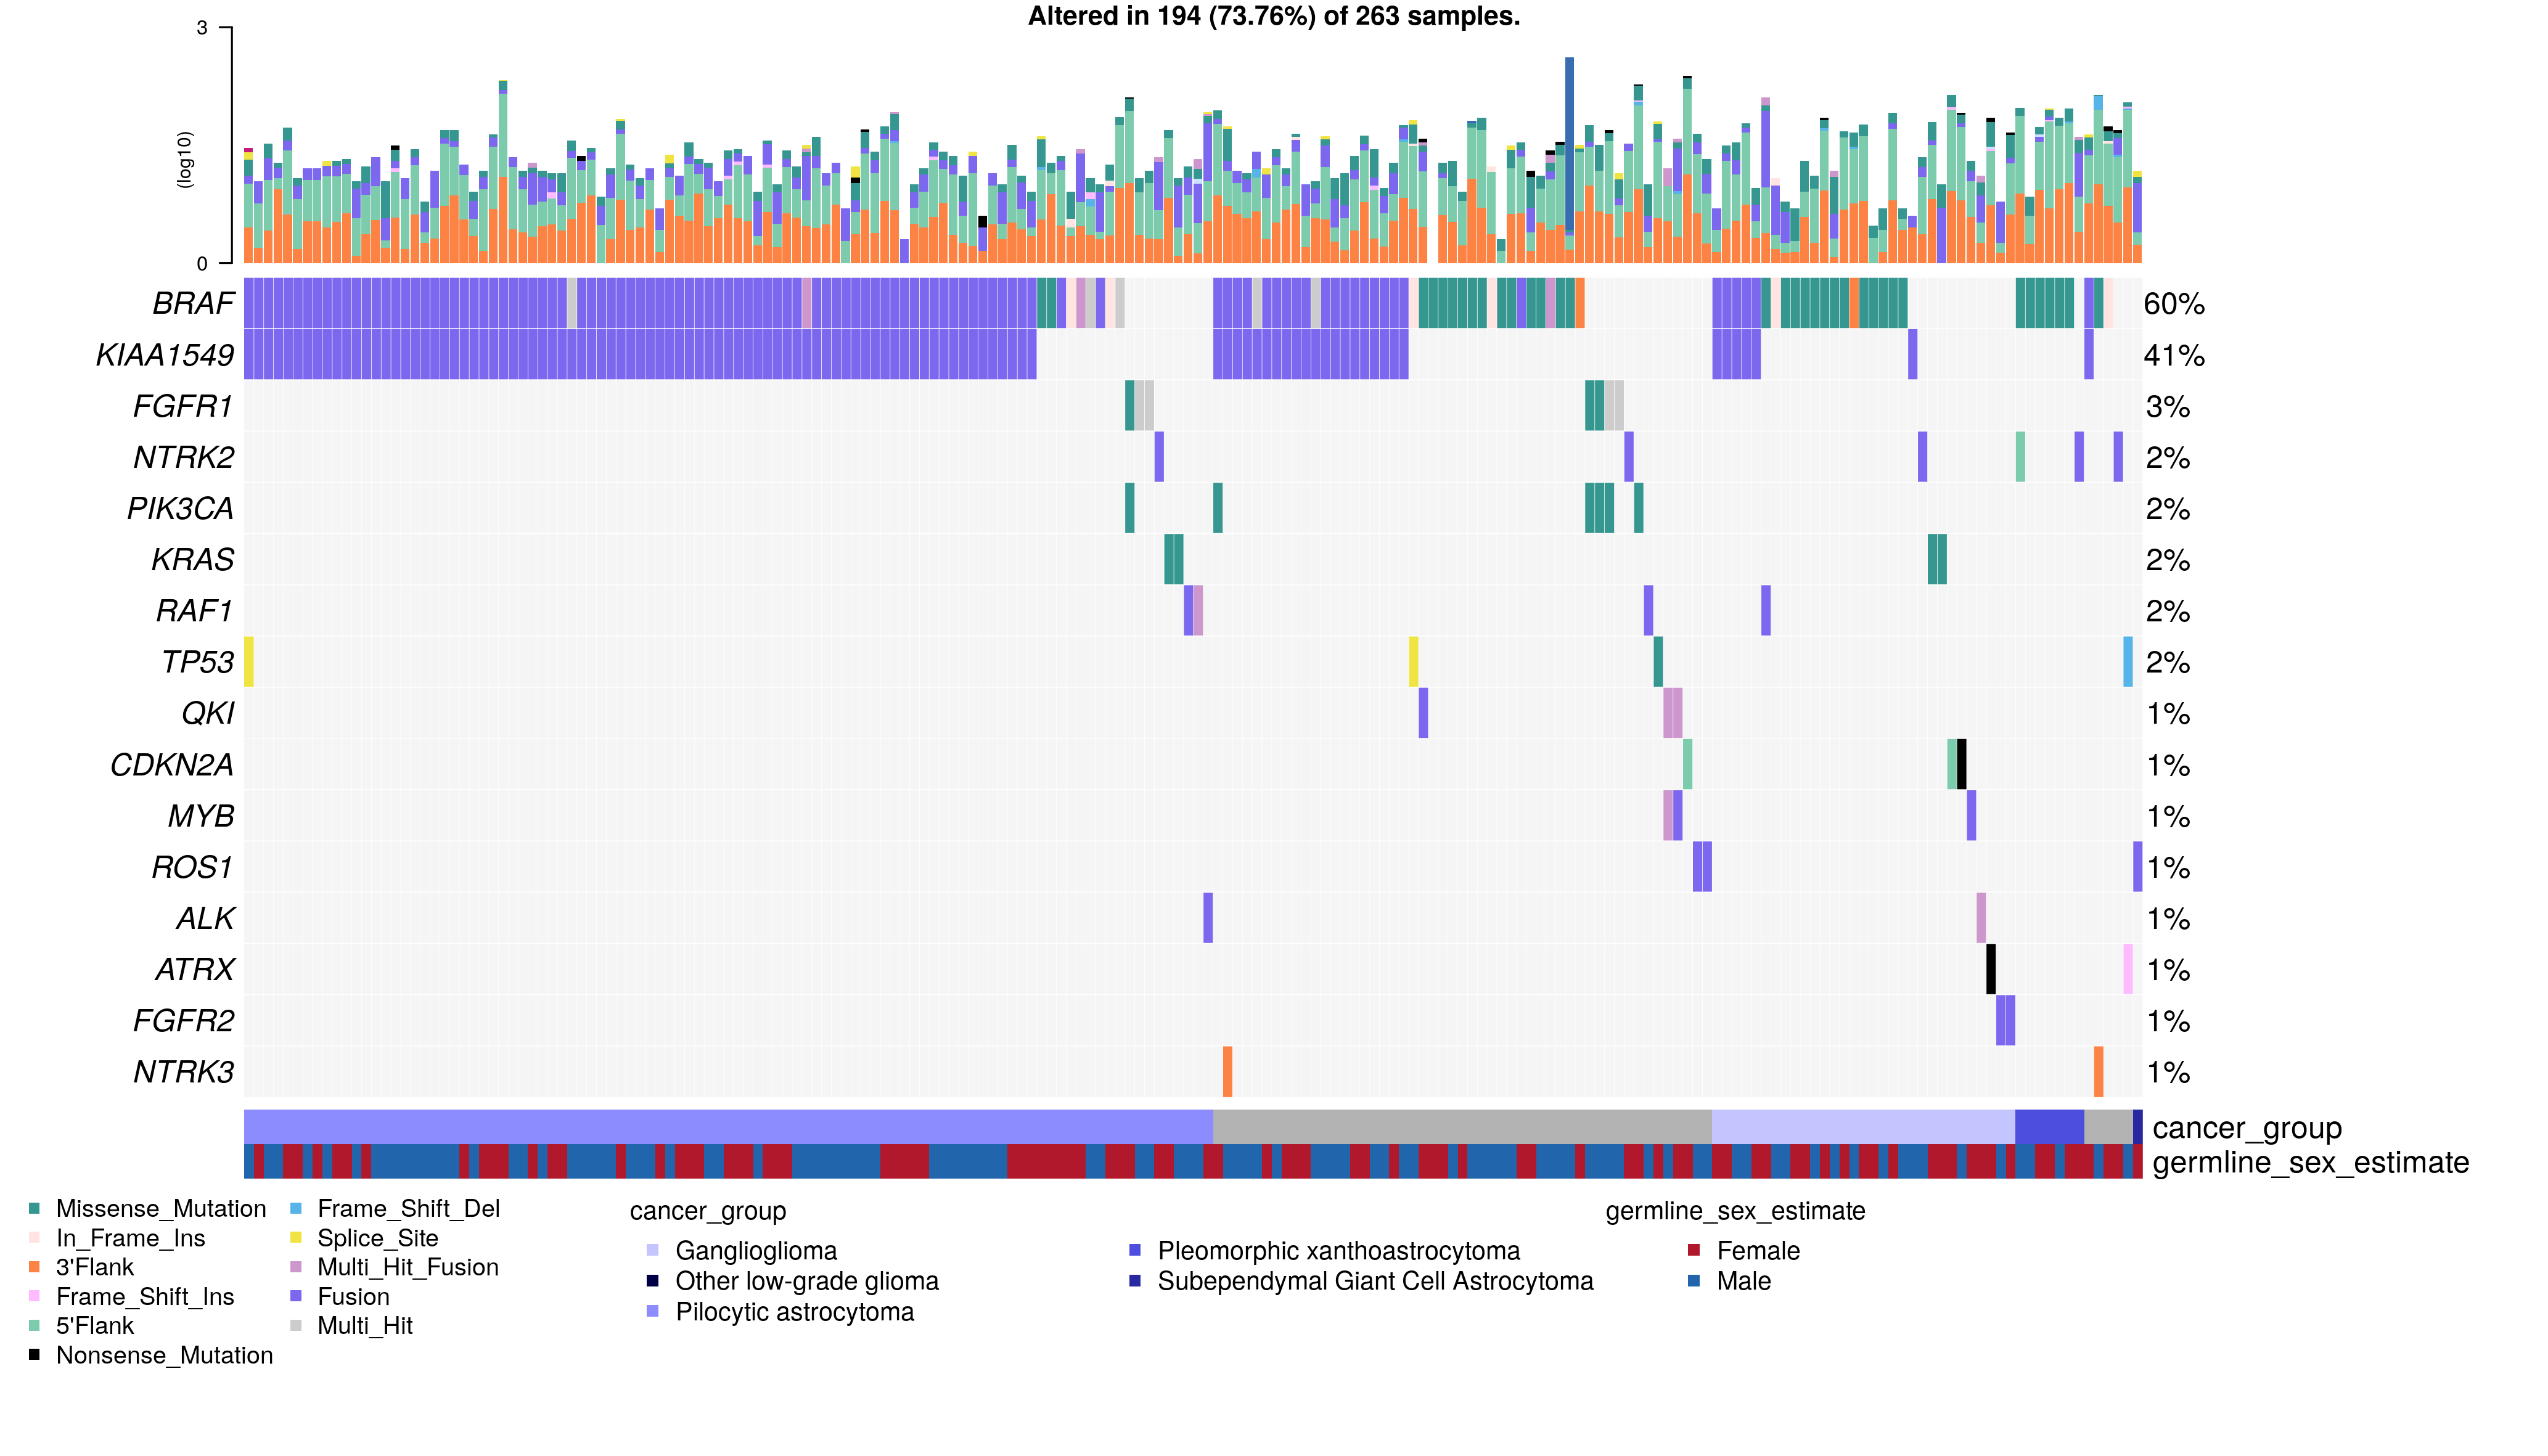 Altered in 194 (73.76%) of 263 samples.
3
(log10)
0
BRAF 60%
KIAA1549 41%
FGFR1 3%
NTRK2 2%
PIK3CA 2%
KRAS 2%
RAF1 2%
TP53 2%
QKI 1%
CDKN2A 1%
MYB 1%
ROS1 1%
ALK 1%
ATRX 1%
FGFR2 1%
NTRK3 1%
cancer_group
germline_sex_estimate
Missense_Mutation
In_Frame_Ins
3'Flank
Frame_Shift_Ins
5'Flank
Nonsense_Mutation
Frame_Shift_Del
Splice_Site
Multi_Hit_Fusion
Fusion
Multi_Hit
cancer_group
Ganglioglioma
Other low-grade glioma
Pilocytic astrocytoma
Pleomorphic xanthoastrocytoma
Subependymal Giant Cell Astrocytoma
germline_sex_estimate
Female
Male